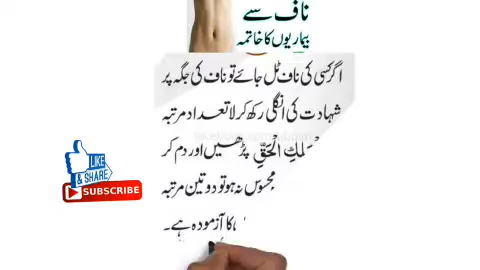 ناف سے
بیماریوں کا خاتمہ
اگر کسی کی ناف ٹل جائے تو ناف کی جگہ پر
شہادت کی انگلی رکھ کر لا تعداد مرتبہ
مَلِكِ الْحَقِّ پڑھیں اور دم کر
محسوس نہ ہو تو دو تین مرتبہ
کا آزمودہ ہے۔
LIKE
& SHARE
SUBSCRIBE